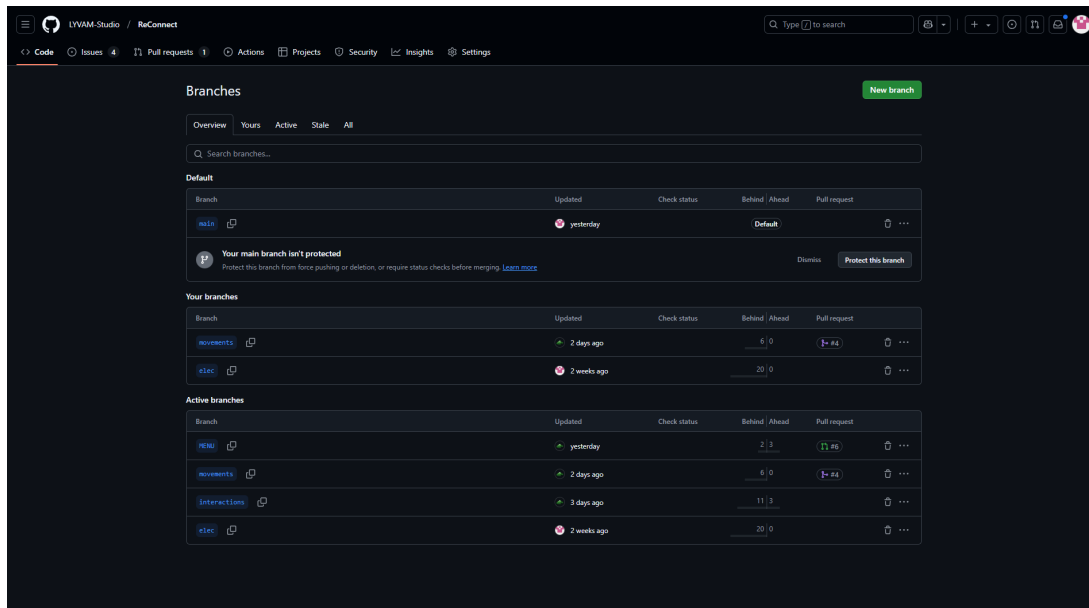 LYVAM-Studio / ReConnect
Type / to search
Code Issues 4 Pull requests 1 Actions Projects Security Insights Settings
Branches
New branch
Overview Yours Active Stale All
Search branches...
Default
Branch Updated Check status Behind Ahead Pull request
main yesterday Default
Your main branch isn't protected
Protect this branch from force pushing or deletion, or require status checks before merging. Learn more
Dismiss Protect this branch
Your branches
Branch Updated Check status Behind Ahead Pull request
movements 2 days ago 6 0 #4
elec 2 weeks ago 20 0
Active branches
Branch Updated Check status Behind Ahead Pull request
MENU yesterday 2 3 #6
movements 2 days ago 6 0 #4
interactions 3 days ago 11 3
elec 2 weeks ago 20 0